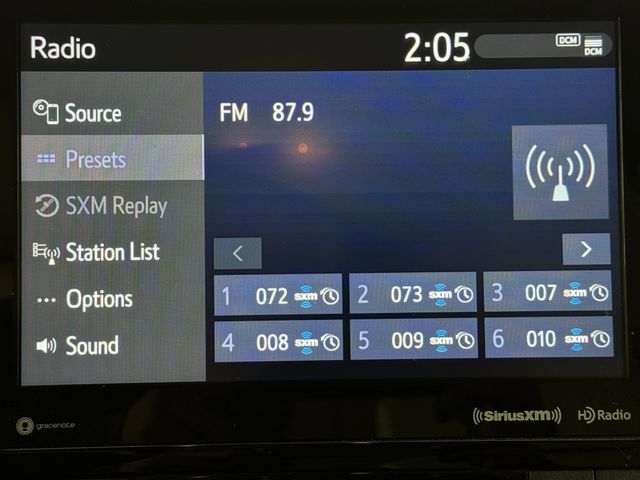 Radio
2:05
DCM
DCM
Source
FM 87.9
Presets
SXM Replay
Station List
Options
Sound
1 072 sxm
2 073 sxm
3 007 sxm
4 008 sxm
5 009 sxm
6 010 sxm
gracenote
((SiriusXM))
HD Radio